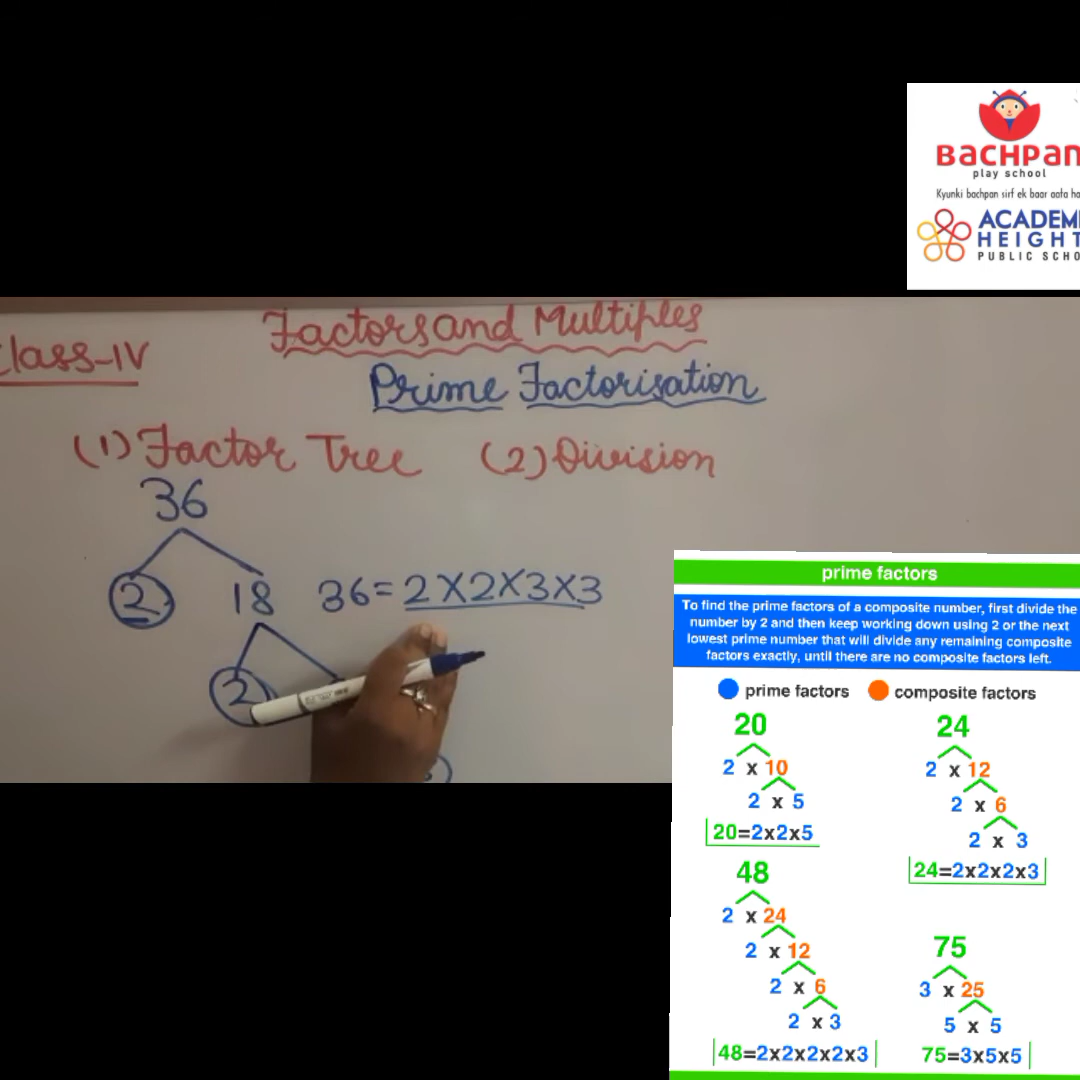 BACHPAN
play school
Kyunki bachpan sirf ek baar aata ha
ACADEMI
HEIGHT
PUBLIC SCHO
Class-IV
Factors and Multiples
Prime Factorisation
(1) Factor Tree (2) Division
36
2 18 36=2X2X3X3
2
prime factors
To find the prime factors of a composite number, first divide the
number by 2 and then keep working down using 2 or the next
lowest prime number that will divide any remaining composite
factors exactly, until there are no composite factors left.
prime factors composite factors
20 24
2 x 10 2 x 12
2 x 5 2 x 6
20=2x2x5 2 x 3
24=2x2x2x3
48
2 x 24
2 x 12 75
2 x 6 3 x 25
2 x 3 5 x 5
48=2x2x2x2x3 75=3x5x5